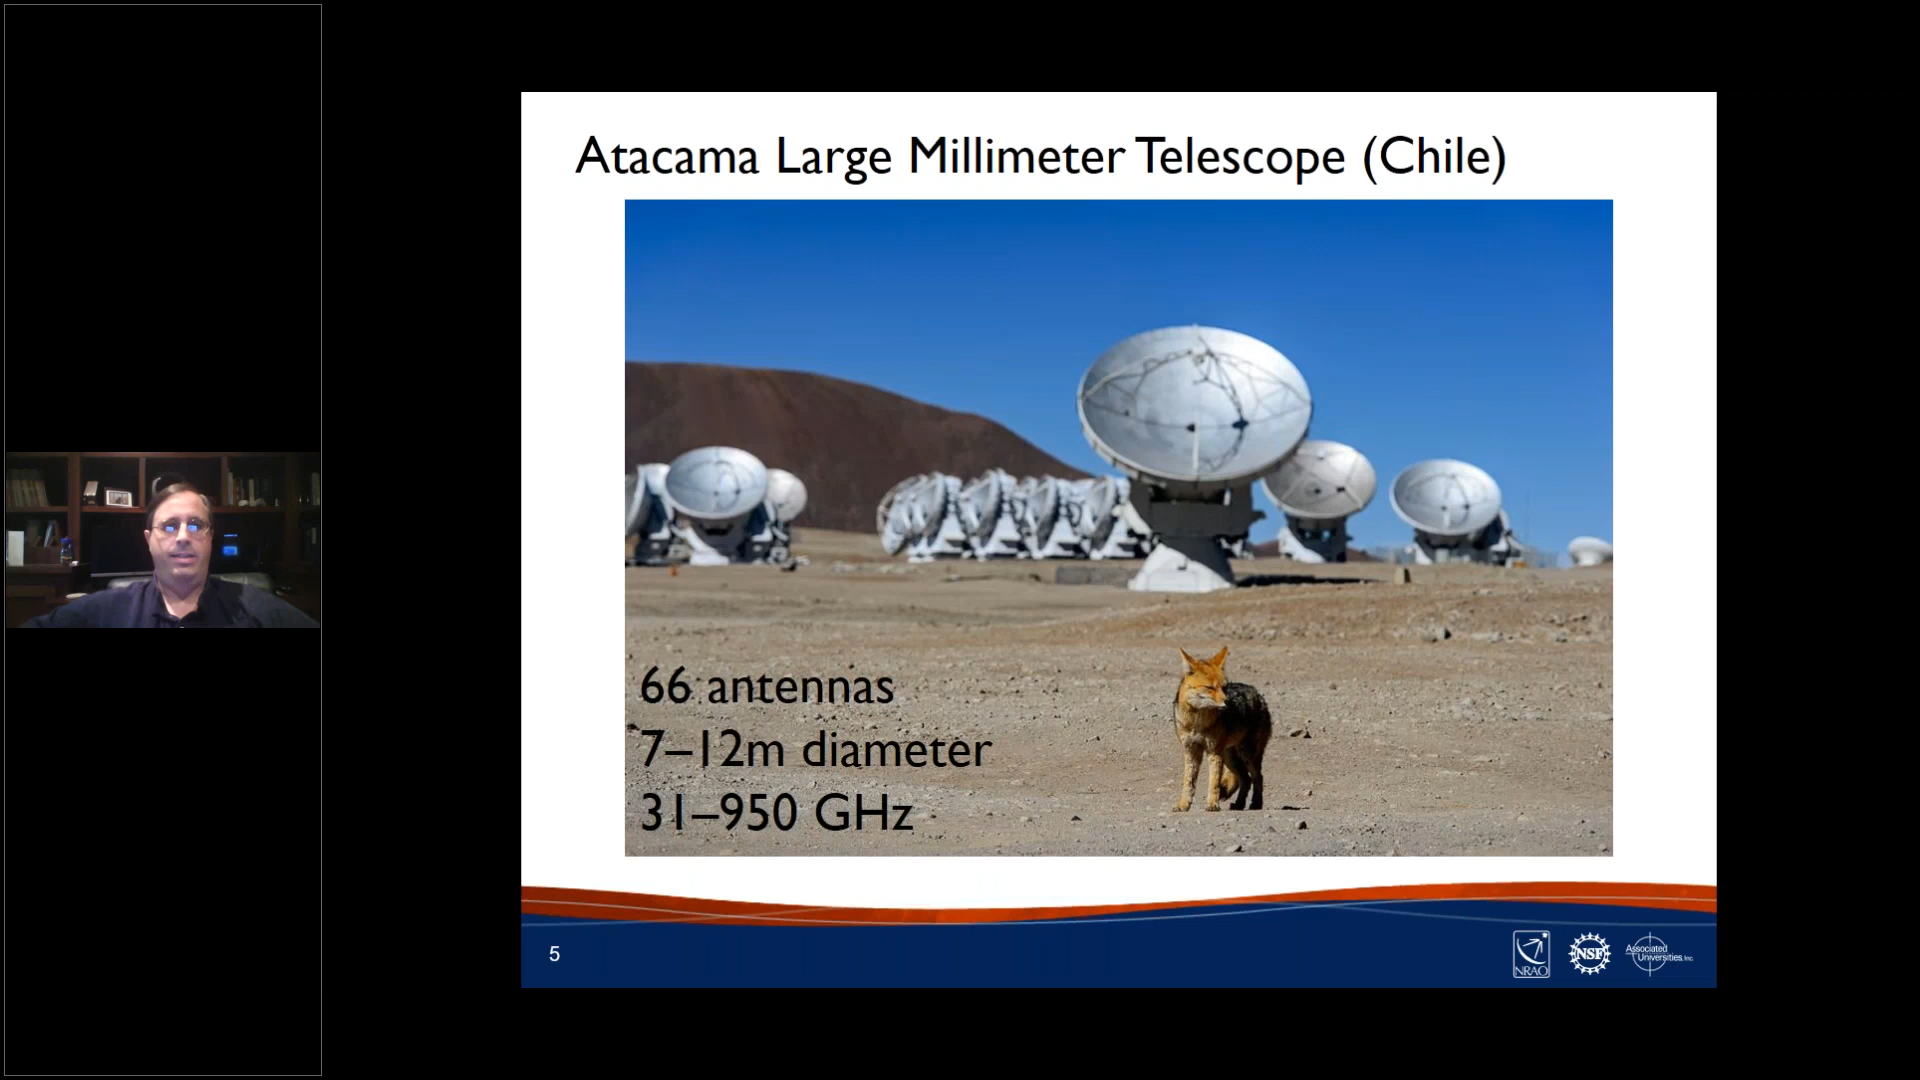 Atacama Large Millimeter Telescope (Chile)
66 antennas
7–12m diameter
31–950 GHz
5
NRAO
NSF
Associated
Universities, Inc.